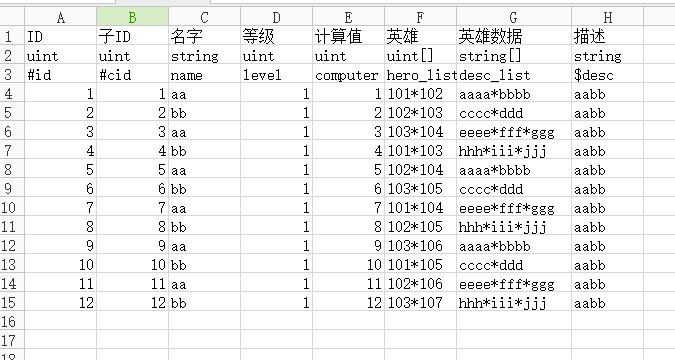 A B C D E F G H
1 ID 子ID 名字 等级 计算值 英雄 英雄数据 描述
2 uint uint string uint uint uint[] string[] string
3 #id #cid name level computer hero_list desc_list $desc
4 1 1 aa 1 1 101*102 aaaa*bbbb aabb
5 2 2 bb 1 2 102*103 cccc*ddd aabb
6 3 3 aa 1 3 103*104 eeee*fff*ggg aabb
7 4 4 bb 1 4 101*103 hhh*iii*jjj aabb
8 5 5 aa 1 5 102*104 aaaa*bbbb aabb
9 6 6 bb 1 6 103*105 cccc*ddd aabb
10 7 7 aa 1 7 101*104 eeee*fff*ggg aabb
11 8 8 bb 1 8 102*105 hhh*iii*jjj aabb
12 9 9 aa 1 9 103*106 aaaa*bbbb aabb
13 10 10 bb 1 10 101*105 cccc*ddd aabb
14 11 11 aa 1 11 102*106 eeee*fff*ggg aabb
15 12 12 bb 1 12 103*107 hhh*iii*jjj aabb
16
17
18